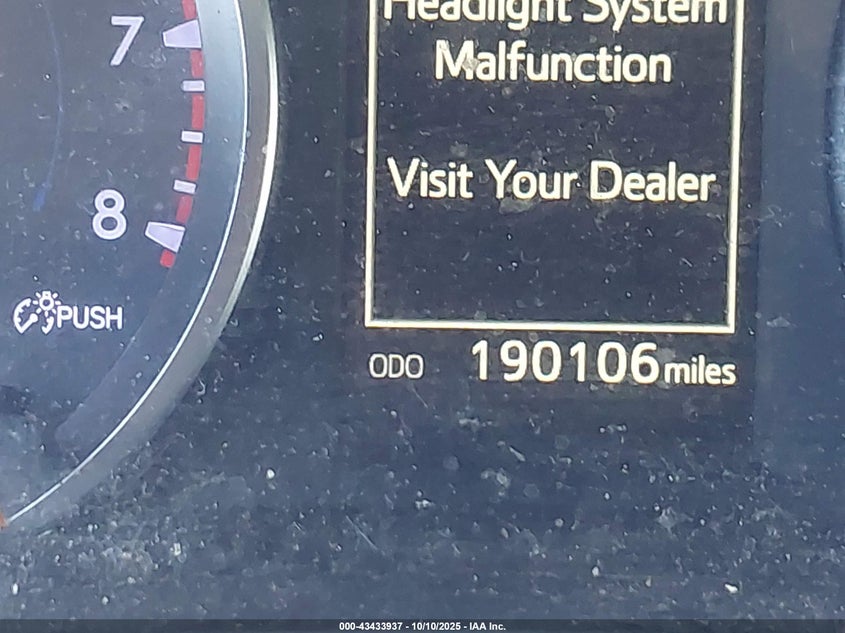 7
8
PUSH
Headlight System
Malfunction
Visit Your Dealer
ODO 190106 miles
000-43433937 - 10/10/2025 - IAA Inc.